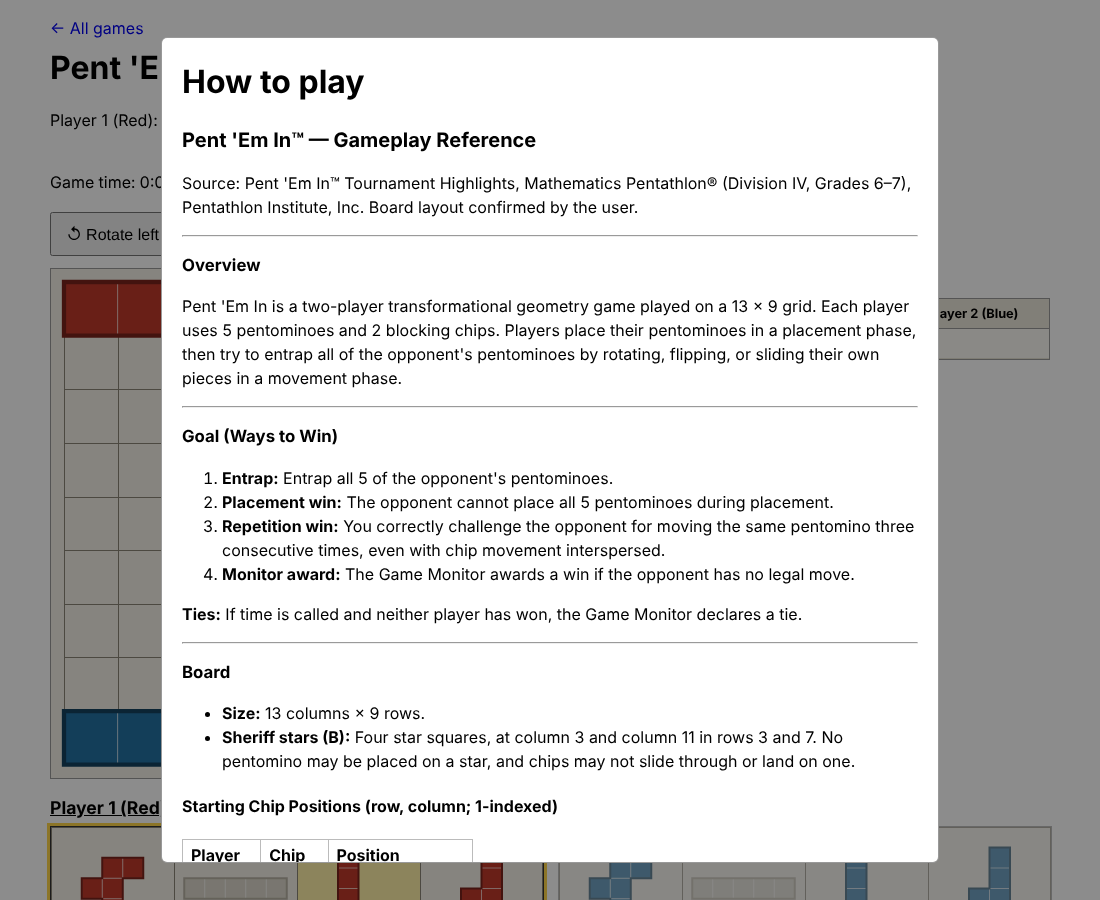 ← All games
Pent 'E
Player 1 (Red):
Game time: 0:0
Rotate left
ayer 2 (Blue)
Player 1 (Red
How to play
Pent 'Em In™ — Gameplay Reference
Source: Pent 'Em In™ Tournament Highlights, Mathematics Pentathlon® (Division IV, Grades 6–7),
Pentathlon Institute, Inc. Board layout confirmed by the user.
Overview
Pent 'Em In is a two-player transformational geometry game played on a 13 × 9 grid. Each player
uses 5 pentominoes and 2 blocking chips. Players place their pentominoes in a placement phase,
then try to entrap all of the opponent's pentominoes by rotating, flipping, or sliding their own
pieces in a movement phase.
Goal (Ways to Win)
1. Entrap: Entrap all 5 of the opponent's pentominoes.
2. Placement win: The opponent cannot place all 5 pentominoes during placement.
3. Repetition win: You correctly challenge the opponent for moving the same pentomino three
consecutive times, even with chip movement interspersed.
4. Monitor award: The Game Monitor awards a win if the opponent has no legal move.
Ties: If time is called and neither player has won, the Game Monitor declares a tie.
Board
• Size: 13 columns × 9 rows.
• Sheriff stars (B): Four star squares, at column 3 and column 11 in rows 3 and 7. No
pentomino may be placed on a star, and chips may not slide through or land on one.
Starting Chip Positions (row, column; 1-indexed)
Player Chip Position